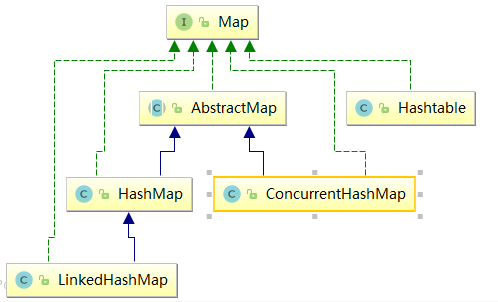 I Map
C AbstractMap
C Hashtable
C HashMap
C ConcurrentHashMap
C LinkedHashMap